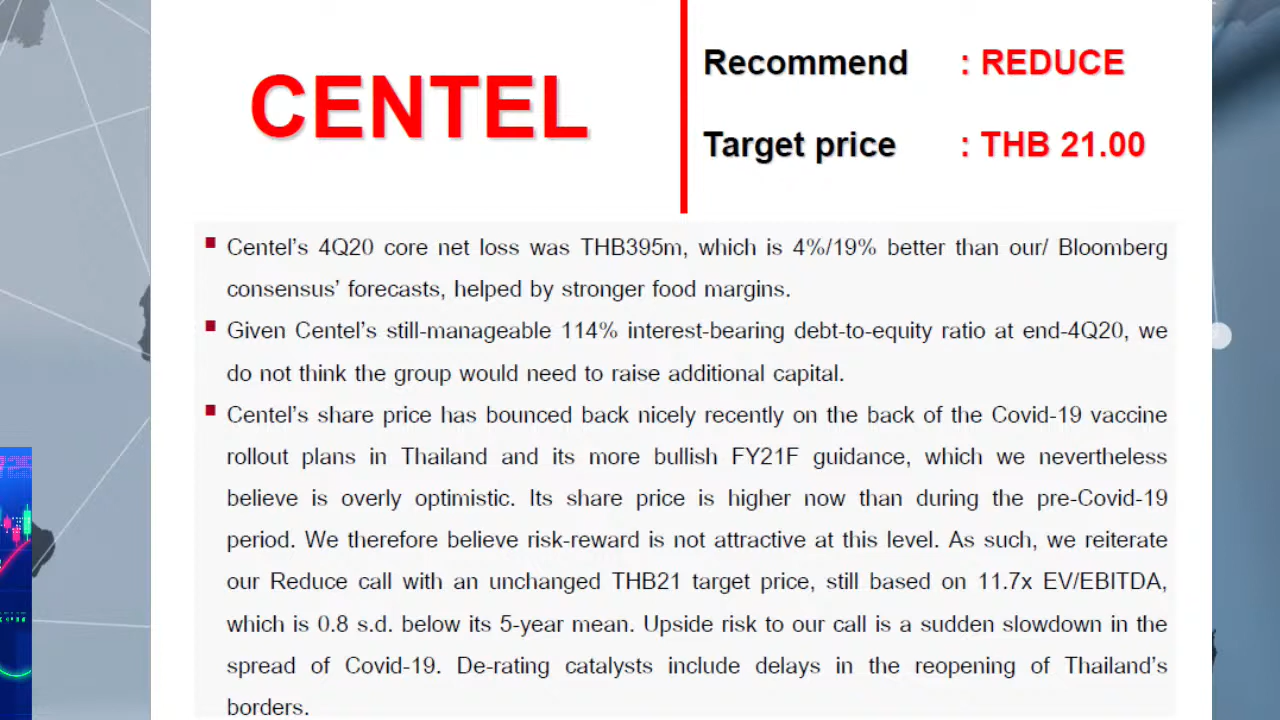 CENTEL
Recommend : REDUCE
Target price : THB 21.00
Centel's 4Q20 core net loss was THB395m, which is 4%/19% better than our/ Bloomberg
consensus' forecasts, helped by stronger food margins.
Given Centel's still-manageable 114% interest-bearing debt-to-equity ratio at end-4Q20, we
do not think the group would need to raise additional capital.
Centel's share price has bounced back nicely recently on the back of the Covid-19 vaccine
rollout plans in Thailand and its more bullish FY21F guidance, which we nevertheless
believe is overly optimistic. Its share price is higher now than during the pre-Covid-19
period. We therefore believe risk-reward is not attractive at this level. As such, we reiterate
our Reduce call with an unchanged THB21 target price, still based on 11.7x EV/EBITDA,
which is 0.8 s.d. below its 5-year mean. Upside risk to our call is a sudden slowdown in the
spread of Covid-19. De-rating catalysts include delays in the reopening of Thailand's
borders.